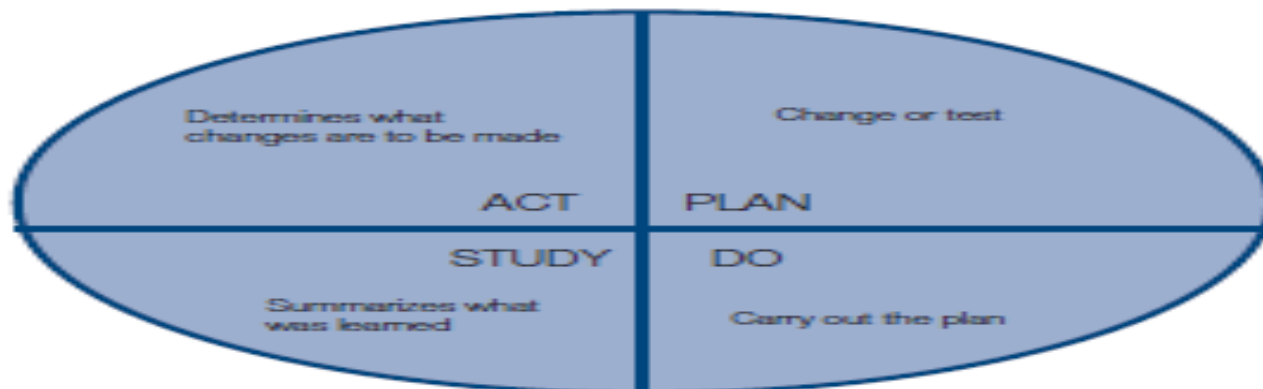 Determines what
changes are to be made
ACT
Change or test
PLAN
STUDY
Summarizes what
was learned
DO
Carry out the plan